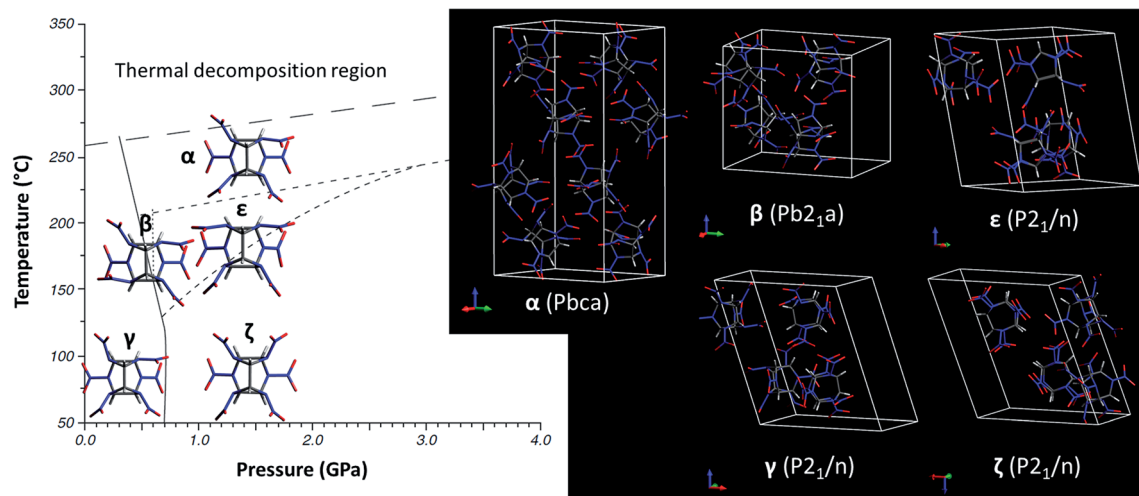 350
300
250
200
150
100
50
Temperature (°C)
0.0
1.0
2.0
3.0
4.0
Pressure (GPa)
Thermal decomposition region
α
β
ε
γ
ζ
α (Pbca)
β (Pb2₁a)
ε (P2₁/n)
γ (P2₁/n)
ζ (P2₁/n)